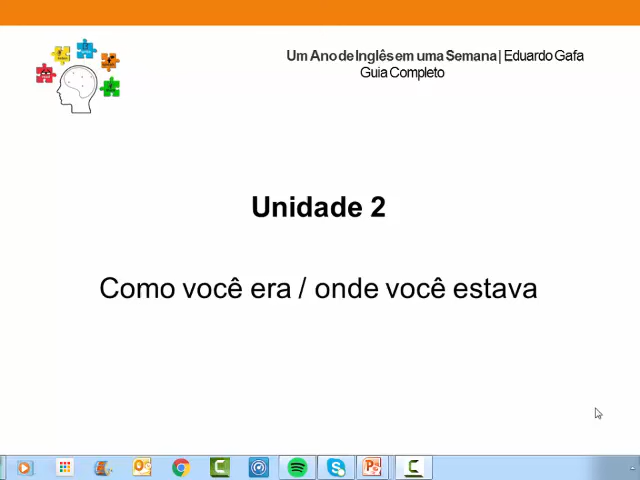 Um Ano de Inglês em uma Semana | Eduardo Gafa
Guia Completo
Unidade 2
Como você era / onde você estava